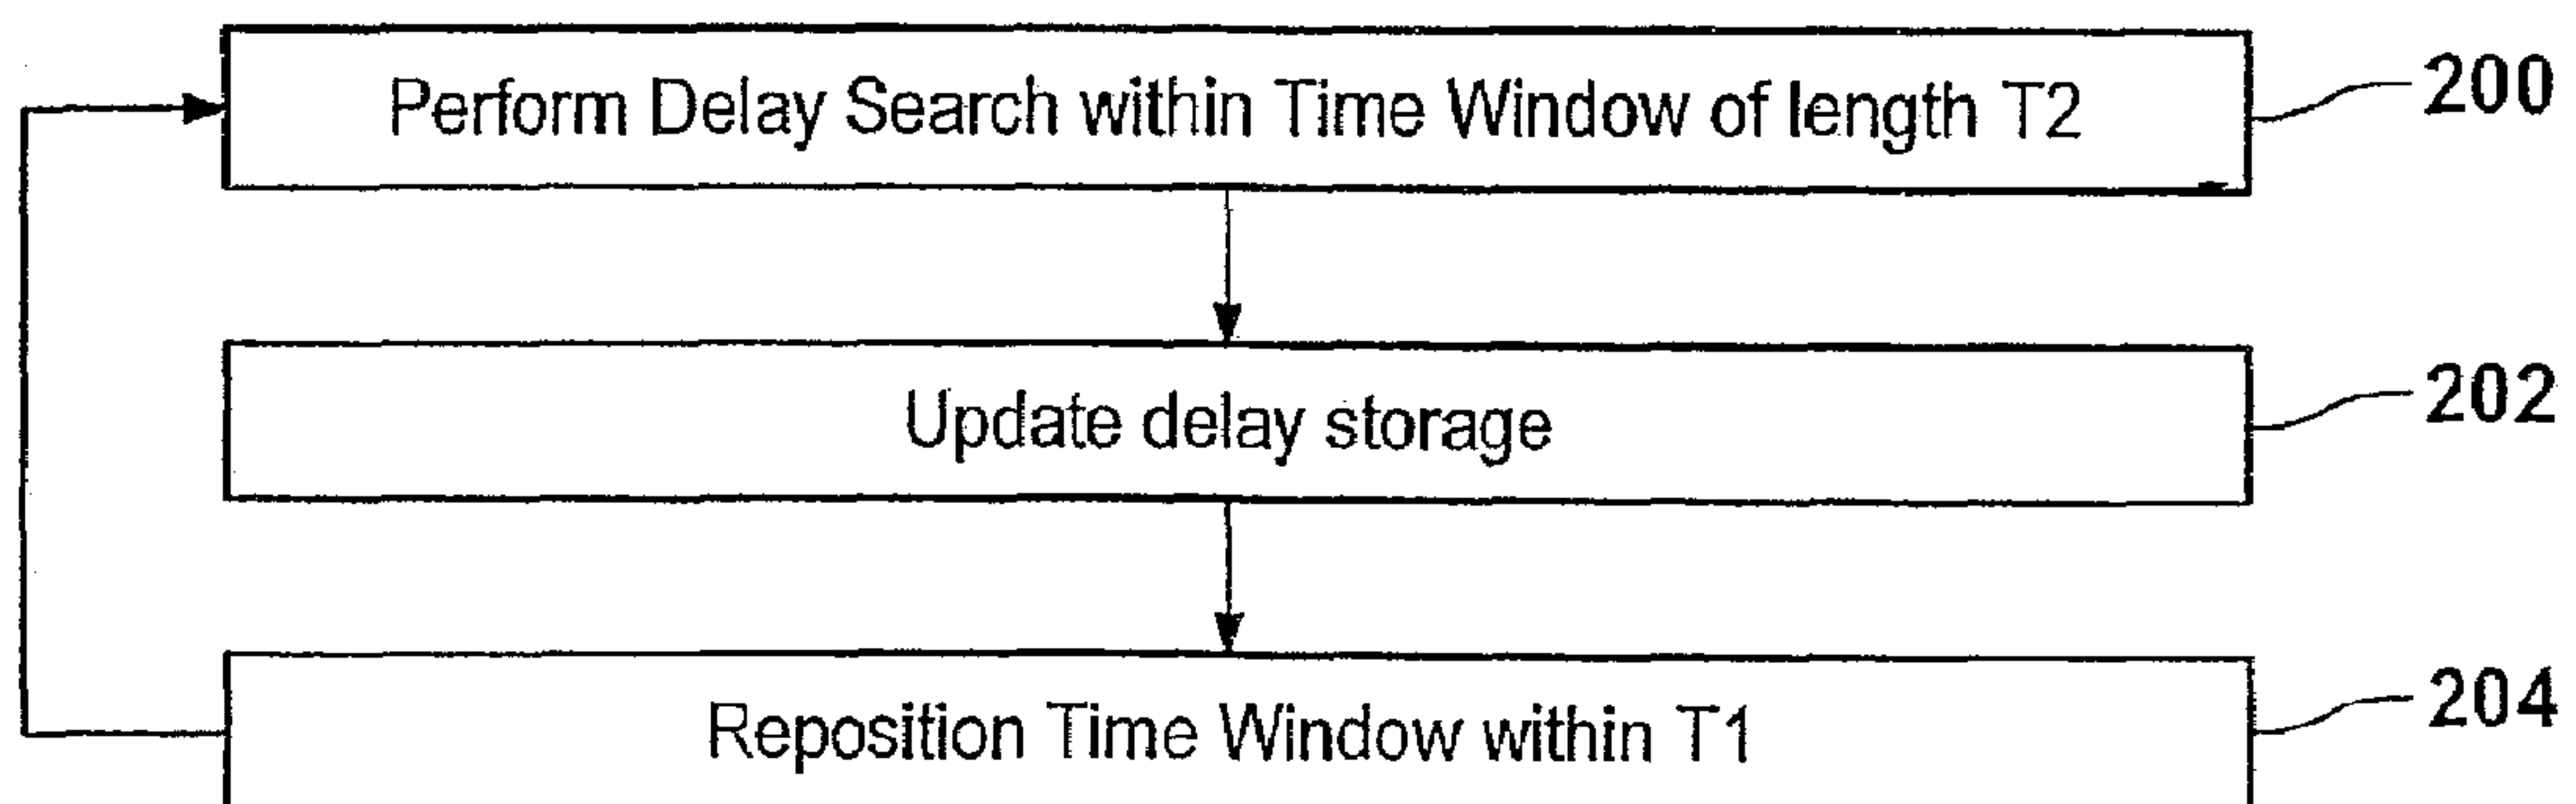 Perform Delay Search within Time Window of length T2
200
Update delay storage
202
Reposition Time Window within T1
204